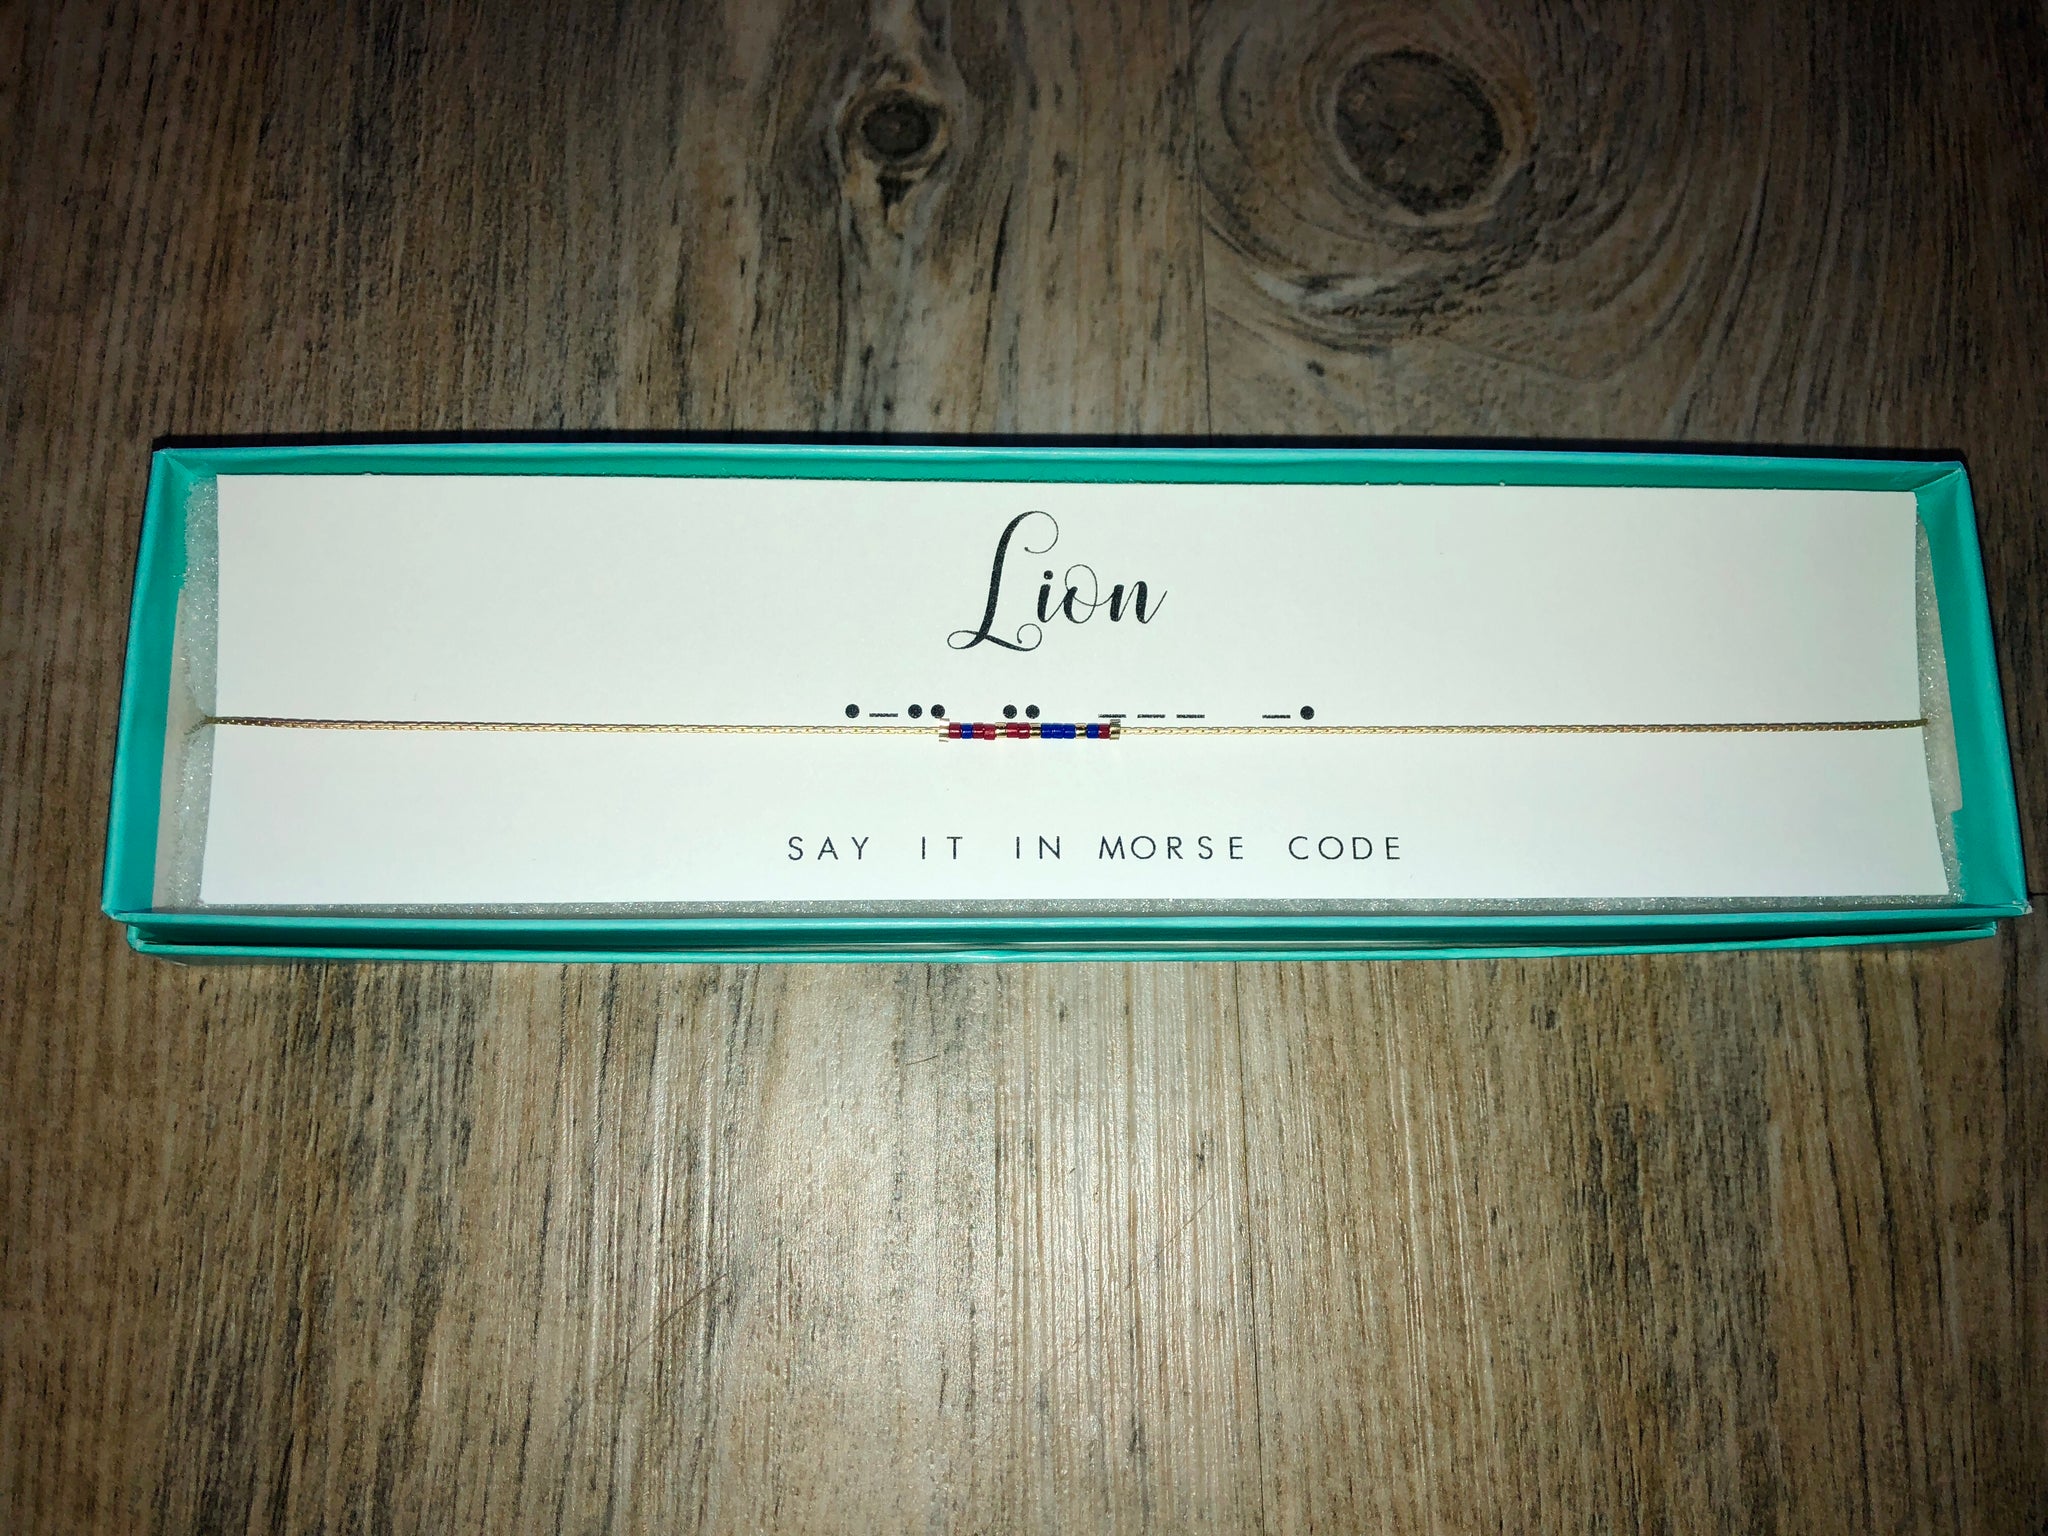 Lion
•—•• •• ——— —•
SAY IT IN MORSE CODE